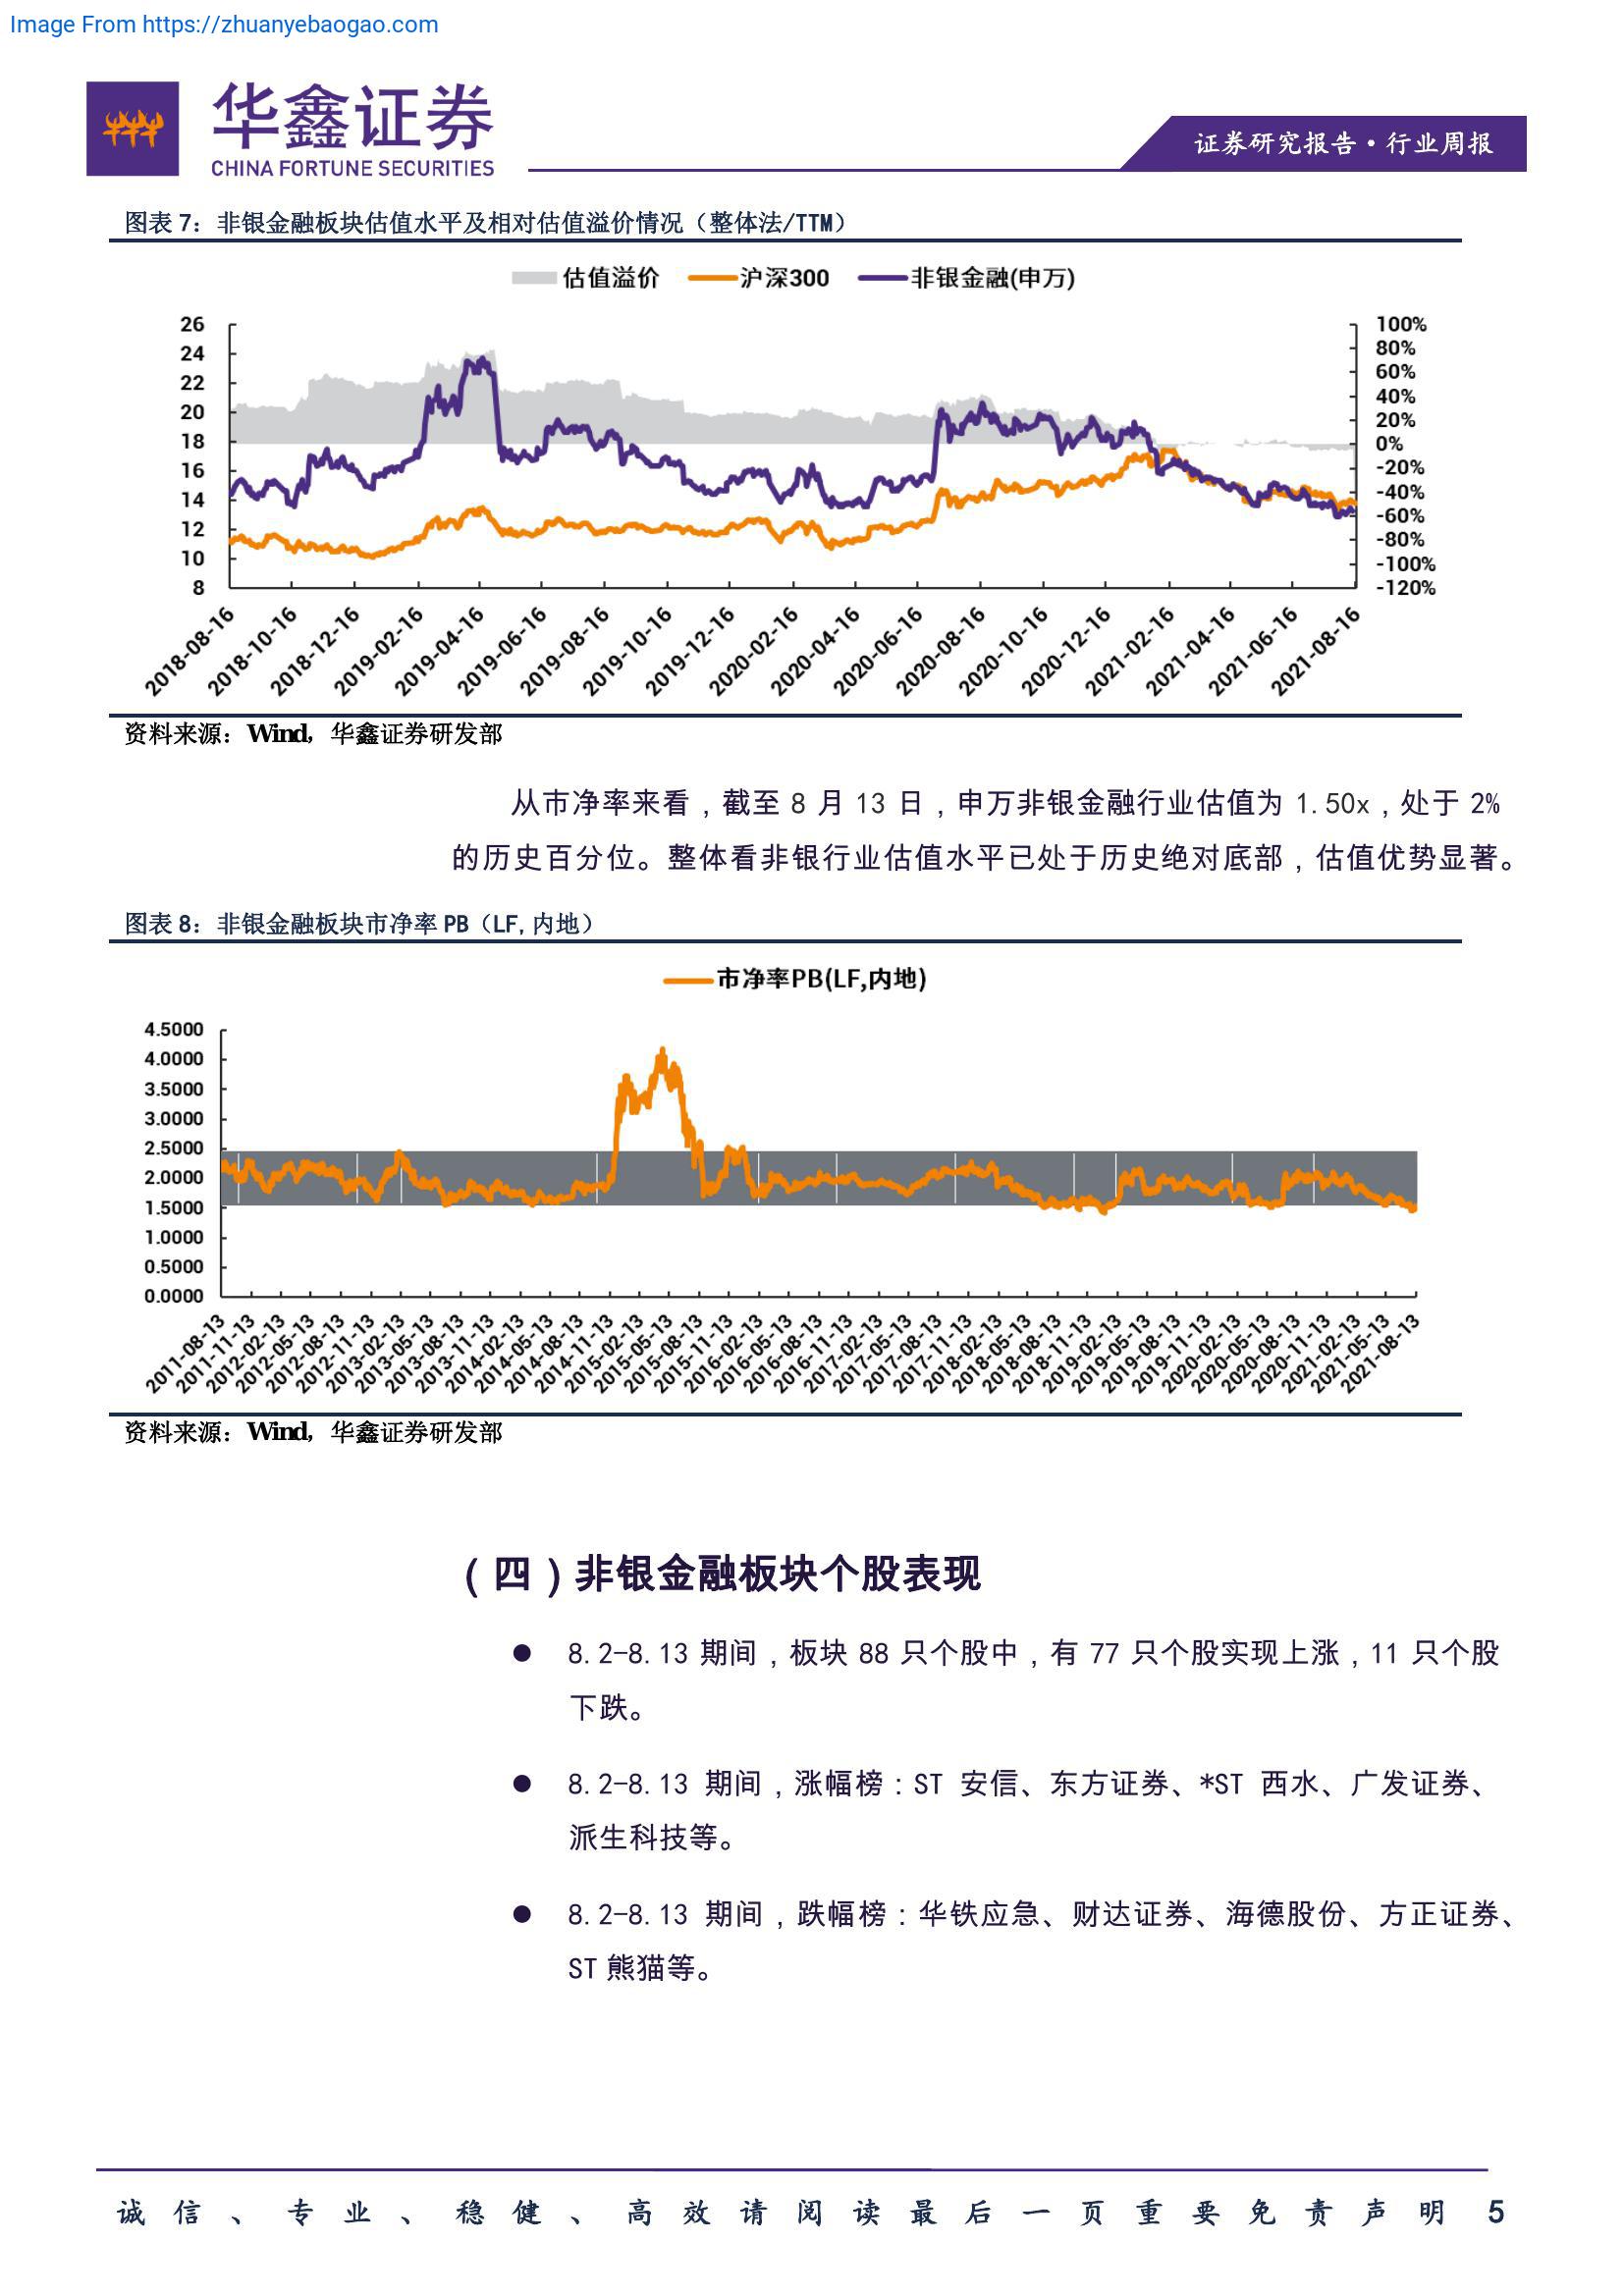 Image From https://zhuanyebaogao.com
华鑫证券
CHINA FORTUNE SECURITIES
证券研究报告·行业周报
图表 7：非银金融板块估值水平及相对估值溢价情况（整体法/TTM）
估值溢价 沪深300 非银金融(申万)
26 100%
24 80%
22 60%
20 40%
18 20%
16 0%
14 -20%
12 -40%
10 -60%
8 -80%
-100%
-120%
2018-08-16 2018-10-16 2018-12-16 2019-02-16 2019-04-16 2019-06-16 2019-08-16 2019-10-16 2019-12-16 2020-02-16 2020-04-16 2020-06-16 2020-08-16 2020-10-16 2020-12-16 2021-02-16 2021-04-16 2021-06-16 2021-08-16
资料来源：Wind，华鑫证券研发部
从市净率来看，截至 8 月 13 日，申万非银金融行业估值为 1.50x，处于 2%
的历史百分位。整体看非银行业估值水平已处于历史绝对底部，估值优势显著。
图表 8：非银金融板块市净率 PB（LF,内地）
市净率PB(LF,内地)
4.5000
4.0000
3.5000
3.0000
2.5000
2.0000
1.5000
1.0000
0.5000
0.0000
2011-08-13 2011-11-13 2012-02-13 2012-05-13 2012-08-13 2012-11-13 2013-02-13 2013-05-13 2013-08-13 2013-11-13 2014-02-13 2014-05-13 2014-08-13 2014-11-13 2015-02-13 2015-05-13 2015-08-13 2015-11-13 2016-02-13 2016-05-13 2016-08-13 2016-11-13 2017-02-13 2017-05-13 2017-08-13 2017-11-13 2018-02-13 2018-05-13 2018-08-13 2018-11-13 2019-02-13 2019-05-13 2019-08-13 2019-11-13 2020-02-13 2020-05-13 2020-08-13 2020-11-13 2021-02-13 2021-05-13 2021-08-13
资料来源：Wind，华鑫证券研发部
（四）非银金融板块个股表现
● 8.2-8.13 期间，板块 88 只个股中，有 77 只个股实现上涨，11 只个股
下跌。
● 8.2-8.13 期间，涨幅榜：ST 安信、东方证券、*ST 西水、广发证券、
派生科技等。
● 8.2-8.13 期间，跌幅榜：华铁应急、财达证券、海德股份、方正证券、
ST 熊猫等。
诚信、专业、稳健、高效请阅读最后一页重要免责声明 5